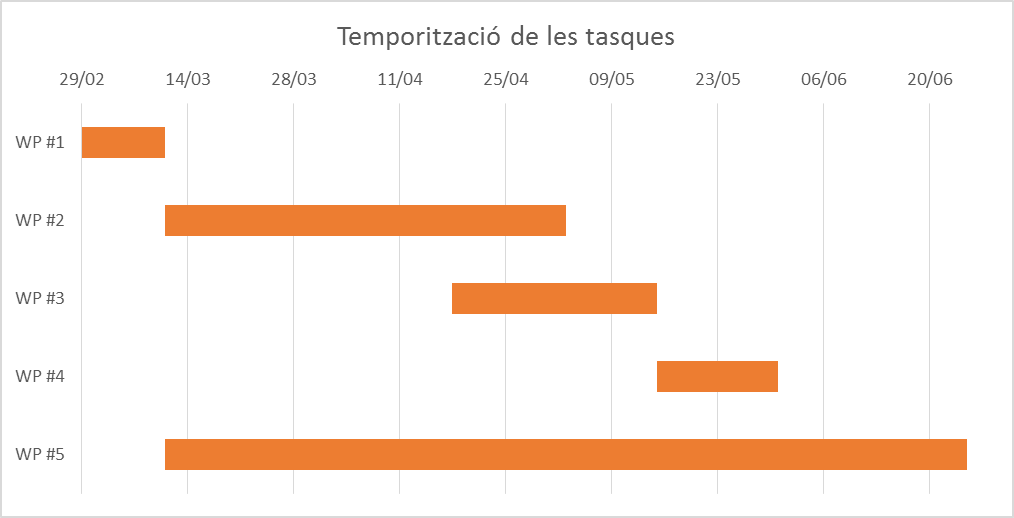 Temporització de les tasques
29/02 14/03 28/03 11/04 25/04 09/05 23/05 06/06 20/06
WP #1
WP #2
WP #3
WP #4
WP #5